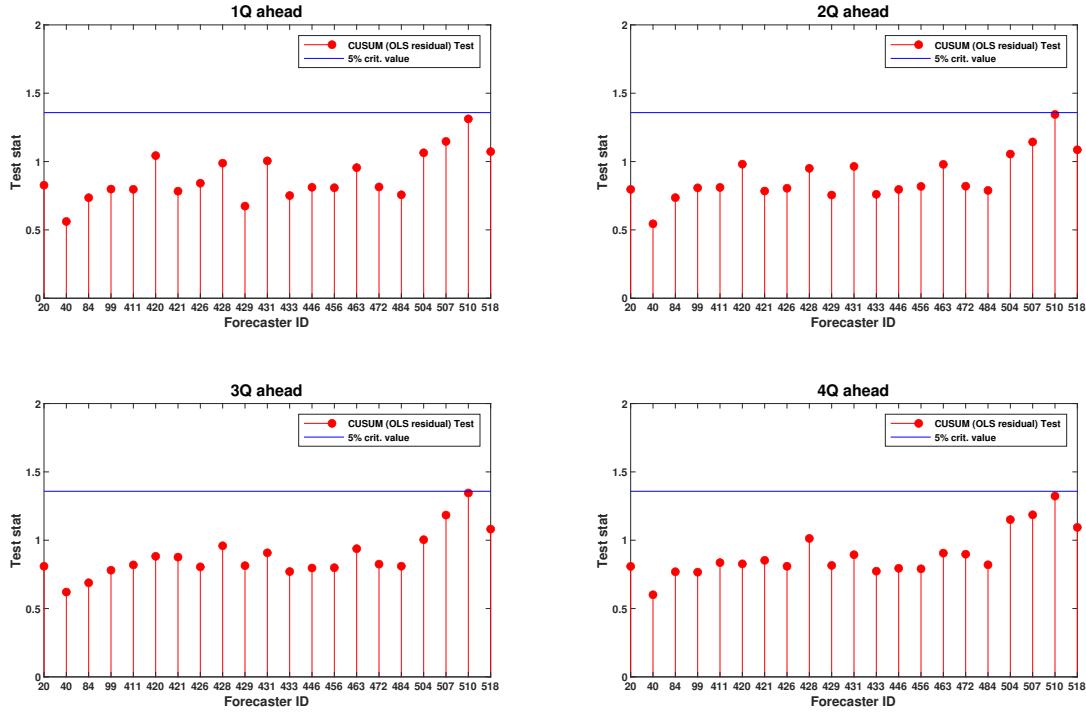 1Q ahead
2
1.5
1
0.5
0
Test stat
CUSUM (OLS residual) Test
5% crit. value
20 40 84 99 411 420 421 426 428 429 431 433 446 456 463 472 484 504 507 510 518
Forecaster ID
2Q ahead
2
1.5
1
0.5
0
Test stat
CUSUM (OLS residual) Test
5% crit. value
20 40 84 99 411 420 421 426 428 429 431 433 446 456 463 472 484 504 507 510 518
Forecaster ID
3Q ahead
2
1.5
1
0.5
0
Test stat
CUSUM (OLS residual) Test
5% crit. value
20 40 84 99 411 420 421 426 428 429 431 433 446 456 463 472 484 504 507 510 518
Forecaster ID
4Q ahead
2
1.5
1
0.5
0
Test stat
CUSUM (OLS residual) Test
5% crit. value
20 40 84 99 411 420 421 426 428 429 431 433 446 456 463 472 484 504 507 510 518
Forecaster ID